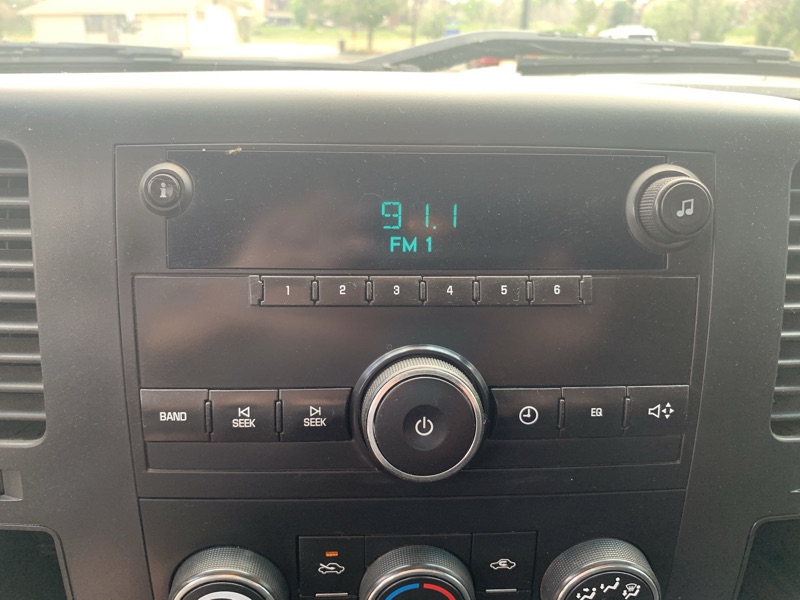 91.1
FM 1
1 2 3 4 5 6
BAND SEEK SEEK EQ